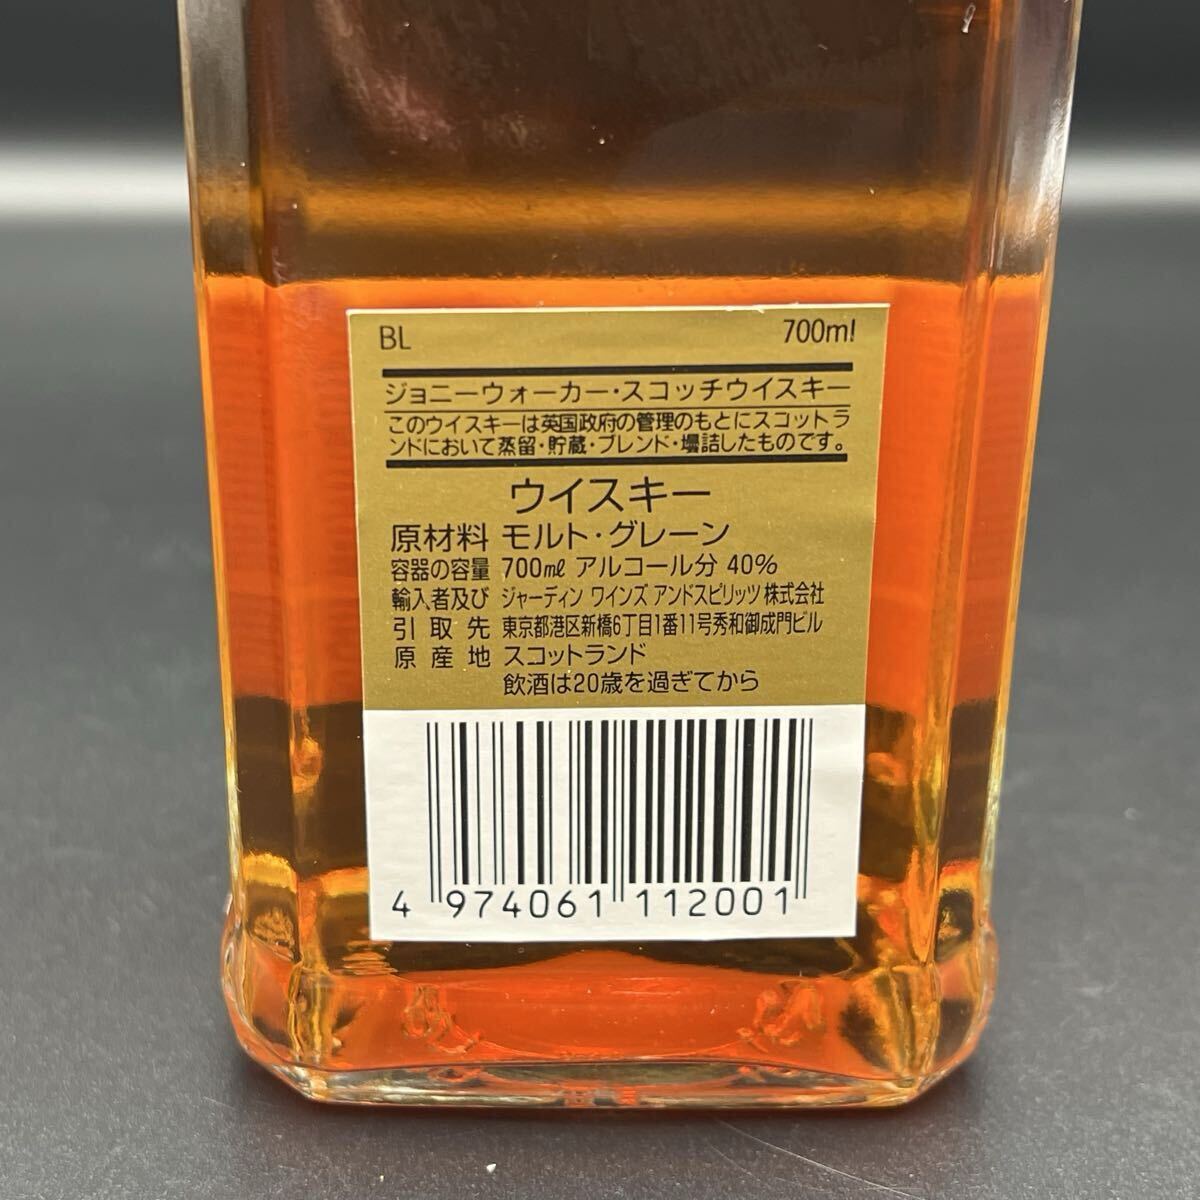 BL 700ml
ジョニーウォーカー・スコッチウイスキー
このウイスキーは英国政府の管理のもとにスコットラ
ンドにおいて蒸留・貯蔵・ブレンド・壜詰したものです。
ウイスキー
原材料 モルト・グレーン
容器の容量 700㎖ アルコール分 40%
輸入者及び ジャーディン ワインズ アンドスピリッツ株式会社
引取先 東京都港区新橋6丁目1番11号秀和御成門ビル
原産地 スコットランド
飲酒は20歳を過ぎてから
4 974061 112001